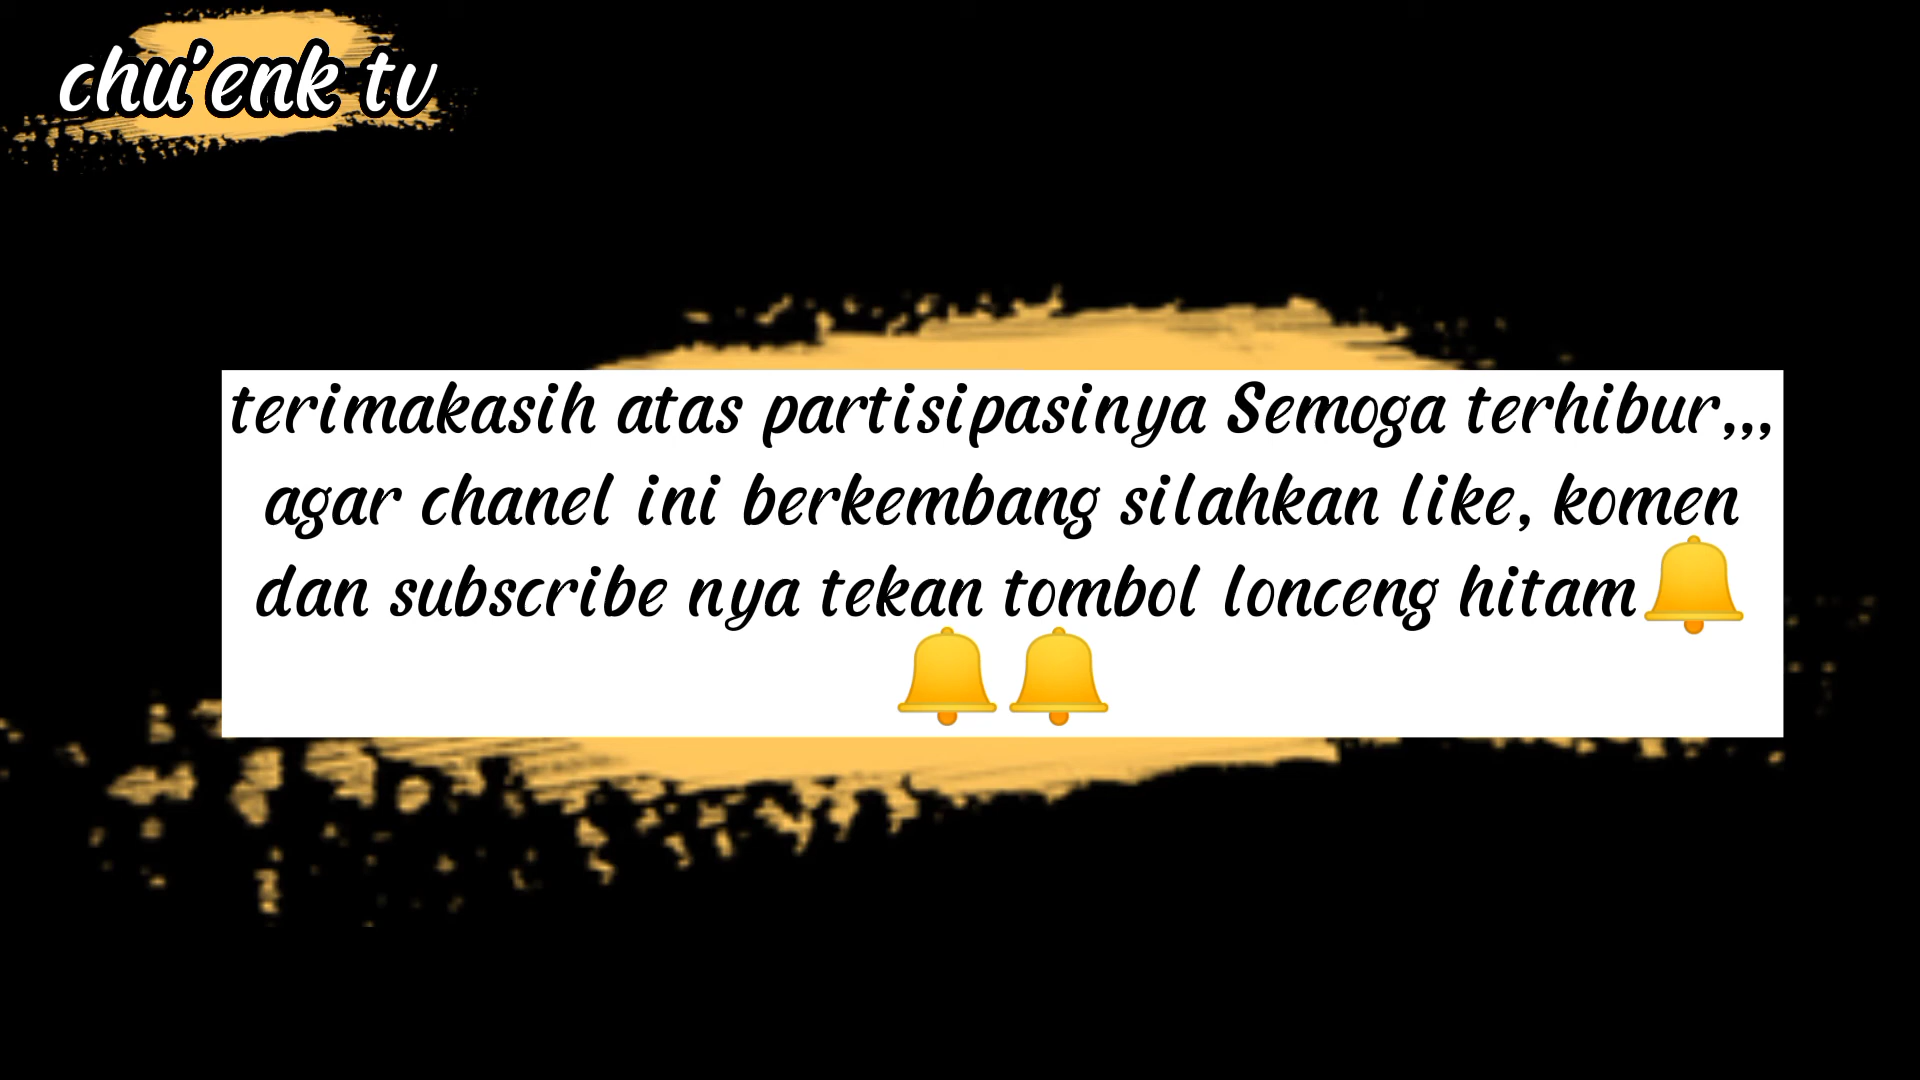 chu'enk tv
terimakasih atas partisipasinya Semoga terhibur,,,
agar chanel ini berkembang silahkan like, komen
dan subscribe nya tekan tombol lonceng hitam🔔
🔔🔔